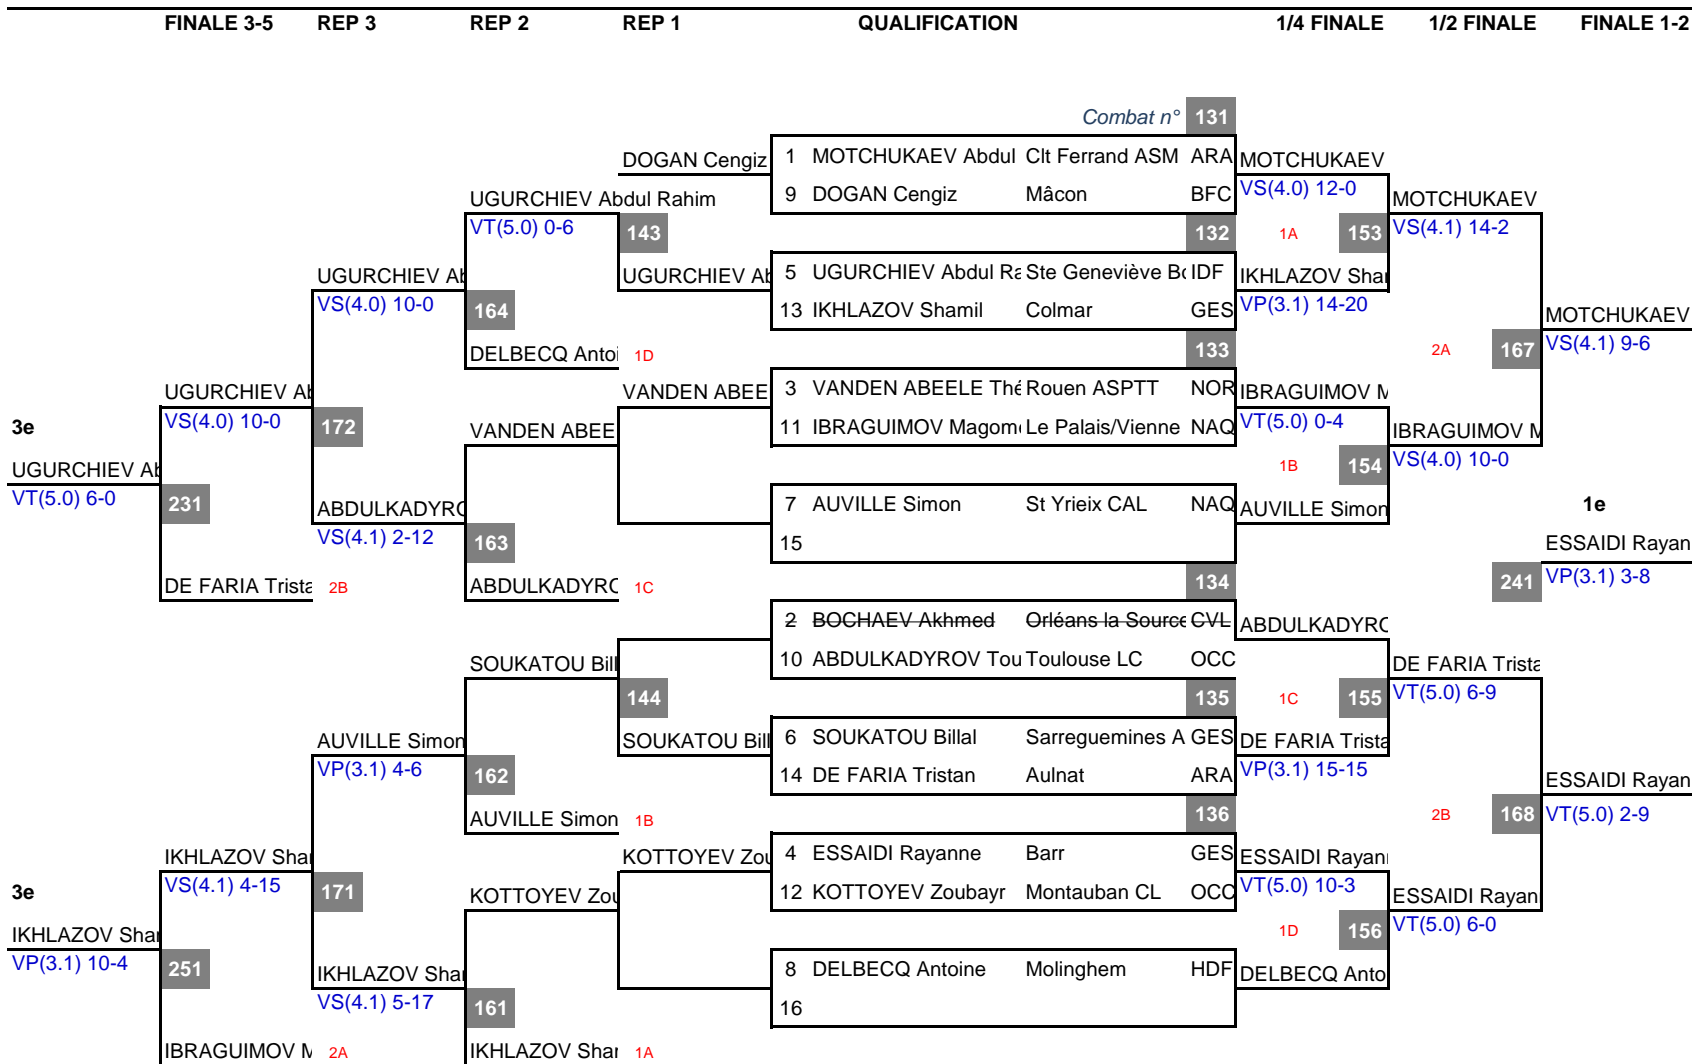 FINALE 3-5 REP 3 REP 2 REP 1 QUALIFICATION 1/4 FINALE 1/2 FINALE FINALE 1-2
Combat n° 131
DOGAN Cengiz 1 MOTCHUKAEV Abdul Clt Ferrand ASM ARA MOTCHUKAEV
UGURCHIEV Abdul Rahim 9 DOGAN Cengiz Mâcon BFC VS(4.0) 12-0 MOTCHUKAEV
VT(5.0) 0-6 143 132 1A 153 VS(4.1) 14-2
UGURCHIEV Ab UGURCHIEV Ab 5 UGURCHIEV Abdul Ra Ste Geneviève Bo IDF IKHLAZOV Sha
VS(4.0) 10-0 164 13 IKHLAZOV Shamil Colmar GES VP(3.1) 14-20 MOTCHUKAEV
DELBECQ Antoi 1D 133 2A 167 VS(4.1) 9-6
UGURCHIEV Ab VANDEN ABEE 3 VANDEN ABEELE Thé Rouen ASPTT NOR IBRAGUIMOV M
3e VS(4.0) 10-0 172 VANDEN ABEE 11 IBRAGUIMOV Magom Le Palais/Vienne NAQ VT(5.0) 0-4 IBRAGUIMOV M
UGURCHIEV Ab 1B 154 VS(4.0) 10-0
VT(5.0) 6-0 231 ABDULKADYRO 7 AUVILLE Simon St Yrieix CAL NAQ AUVILLE Simon 1e
VS(4.1) 2-12 163 15 ESSAIDI Rayan
DE FARIA Trista 2B ABDULKADYRO 1C 134 241 VP(3.1) 3-8
2 BOCHAEV Akhmed Orléans la Source CVL ABDULKADYRO
SOUKATOU Bill 10 ABDULKADYROV Tou Toulouse LC OCC DE FARIA Trista
144 135 1C 155 VT(5.0) 6-9
AUVILLE Simon SOUKATOU Bill 6 SOUKATOU Billal Sarreguemines A GES DE FARIA Trista
VP(3.1) 4-6 162 14 DE FARIA Tristan Aulnat ARA VP(3.1) 15-15 ESSAIDI Rayan
AUVILLE Simon 1B 136 2B 168 VT(5.0) 2-9
IKHLAZOV Sha KOTTOYEV Zou 4 ESSAIDI Rayanne Barr GES ESSAIDI Rayan
3e VS(4.1) 4-15 171 KOTTOYEV Zou 12 KOTTOYEV Zoubayr Montauban CL OCC VT(5.0) 10-3 ESSAIDI Rayan
IKHLAZOV Sha 1D 156 VT(5.0) 6-0
VP(3.1) 10-4 251 IKHLAZOV Sha 8 DELBECQ Antoine Molinghem HDF DELBECQ Anto
VS(4.1) 5-17 161 16
IBRAGUIMOV M 2A IKHLAZOV Sha 1A